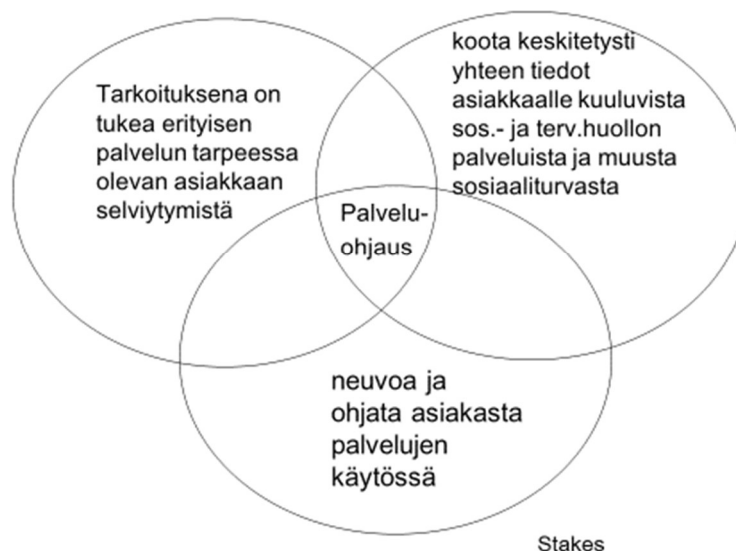 Tarkoituksena on
tukea erityisen
palvelun tarpeessa
olevan asiakkaan
selviytymistä
koota keskitetysti
yhteen tiedot
asiakkaalle kuuluvista
sos.- ja terv.huollon
palveluista ja muusta
sosiaaliturvasta
Palvelu-
ohjaus
neuvoa ja
ohjata asiakasta
palvelujen
käytössä
Stakes